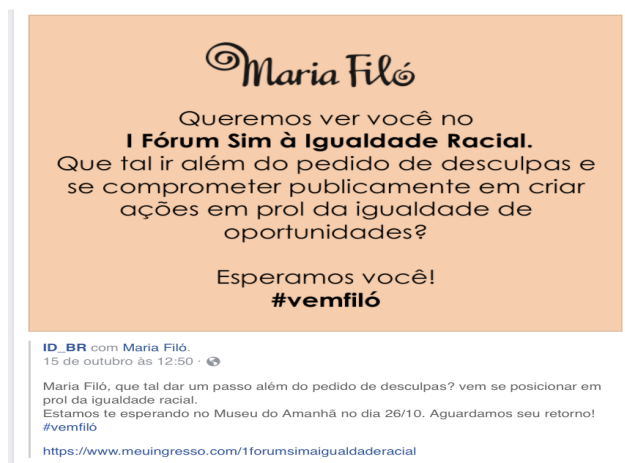 Maria Filó
Queremos ver você no
I Fórum Sim à Igualdade Racial.
Que tal ir além do pedido de desculpas e
se comprometer publicamente em criar
ações em prol da igualdade de
oportunidades?
Esperamos você!
#vemfiló
ID_BR com Maria Filó.
15 de outubro às 12:50 ·
Maria Filó, que tal dar um passo além do pedido de desculpas? vem se posicionar em
prol da igualdade racial.
Estamos te esperando no Museu do Amanhã no dia 26/10. Aguardamos seu retorno!
#vemfiló
https://www.meuingresso.com/1forumsimaigualdaderacial